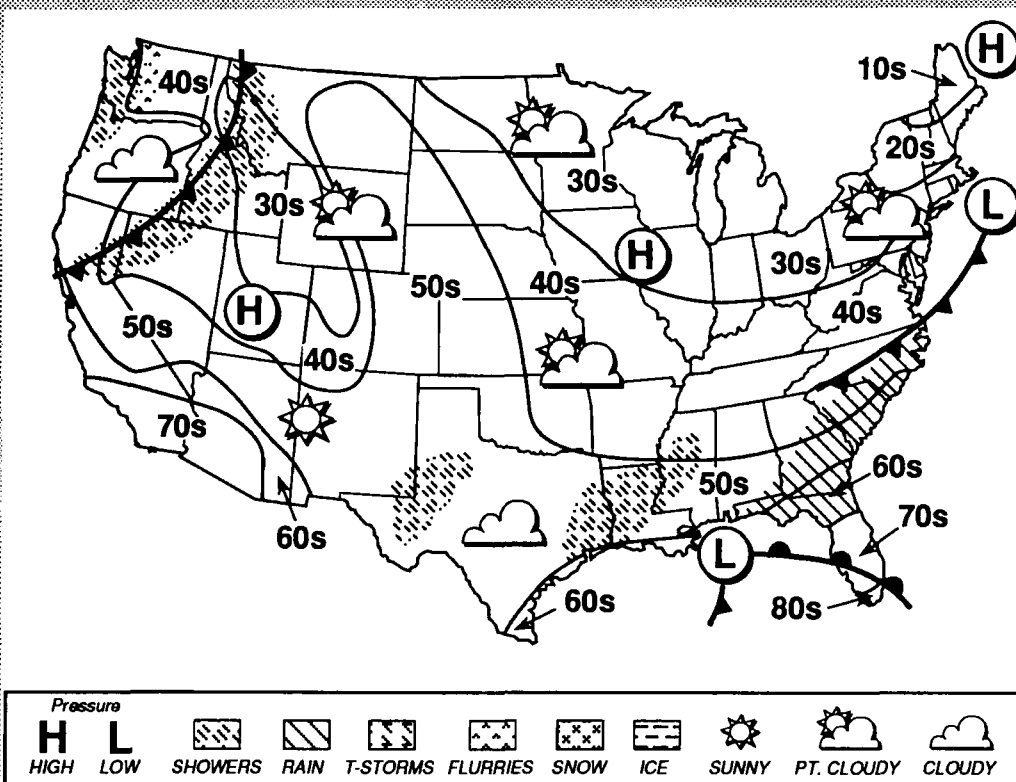 H
10s
40s
20s
30s
30s
L
H
30s
50s
40s
H
50s
40s
40s
70s
50s
60s
70s
60s
L
60s
80s
Pressure
H L
HIGH LOW SHOWERS RAIN T-STORMS FLURRIES SNOW ICE SUNNY PT. CLOUDY CLOUDY